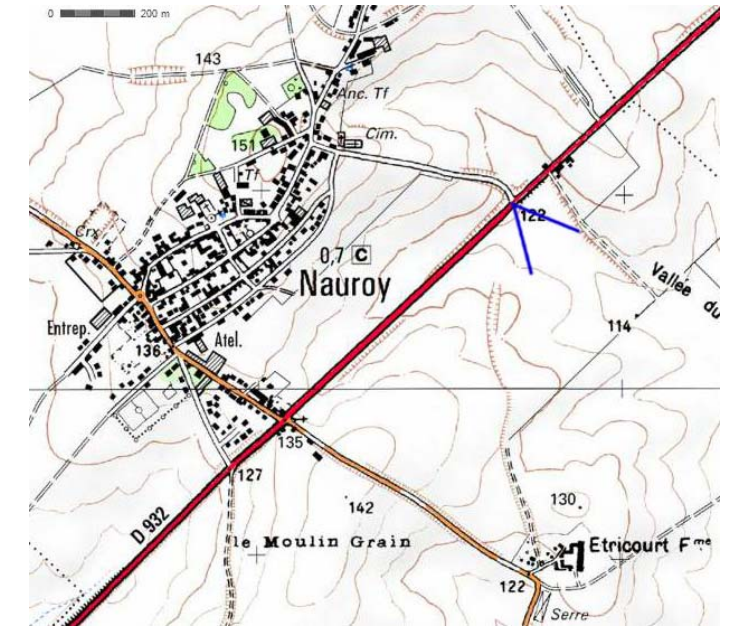 0 200 m
143
Anc. Tf
151
Cim.
Tf
122
Crx
0,7 C
Nauroy
Vallee du
114
Entrep.
Atel.
136
135
127
130
142
D 932
le Moulin Grain
Etricourt Fme
122
Serre